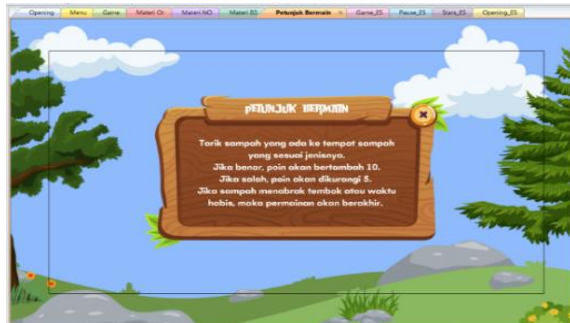 Opening Menu Game Materi Or Materi NO Materi B3 Petunjuk Bermain × Game_ES Pause_ES Stats_ES Opening_ES
PETUNJUK BERMAIN
Tarik sampah yang ada ke tempat sampah
yang sesuai jenisnya.
Jika benar, poin akan bertambah 10.
Jika salah, poin akan dikurangi 5.
Jika sampah menabrak tembok atau waktu
habis, maka permainan akan berakhir.